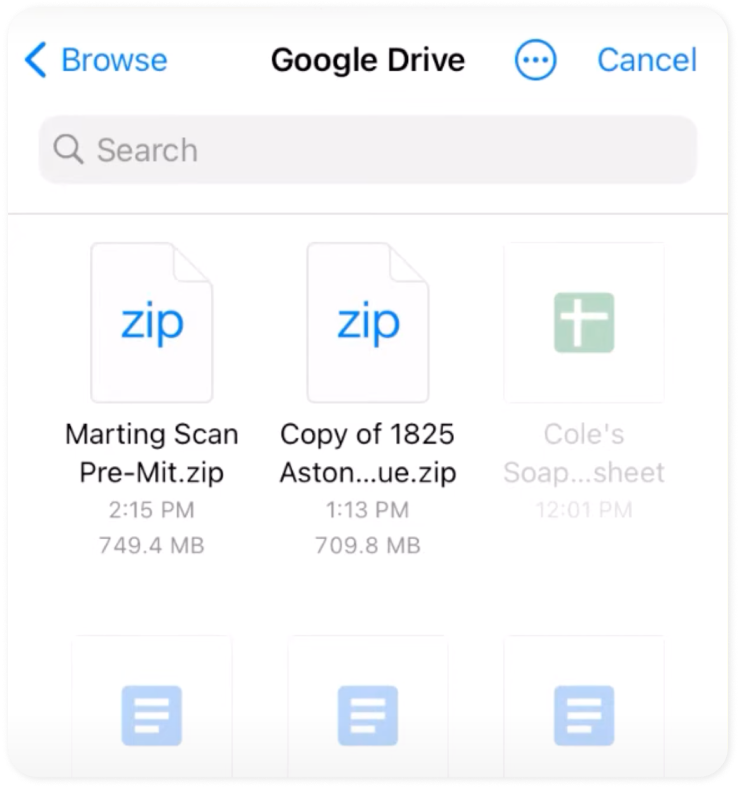 Browse
Google Drive
Cancel
Search
zip
zip
Marting Scan
Pre-Mit.zip
2:15 PM
749.4 MB
Copy of 1825
Aston...ue.zip
1:13 PM
709.8 MB
Cole's
Soap...sheet
12:01 PM